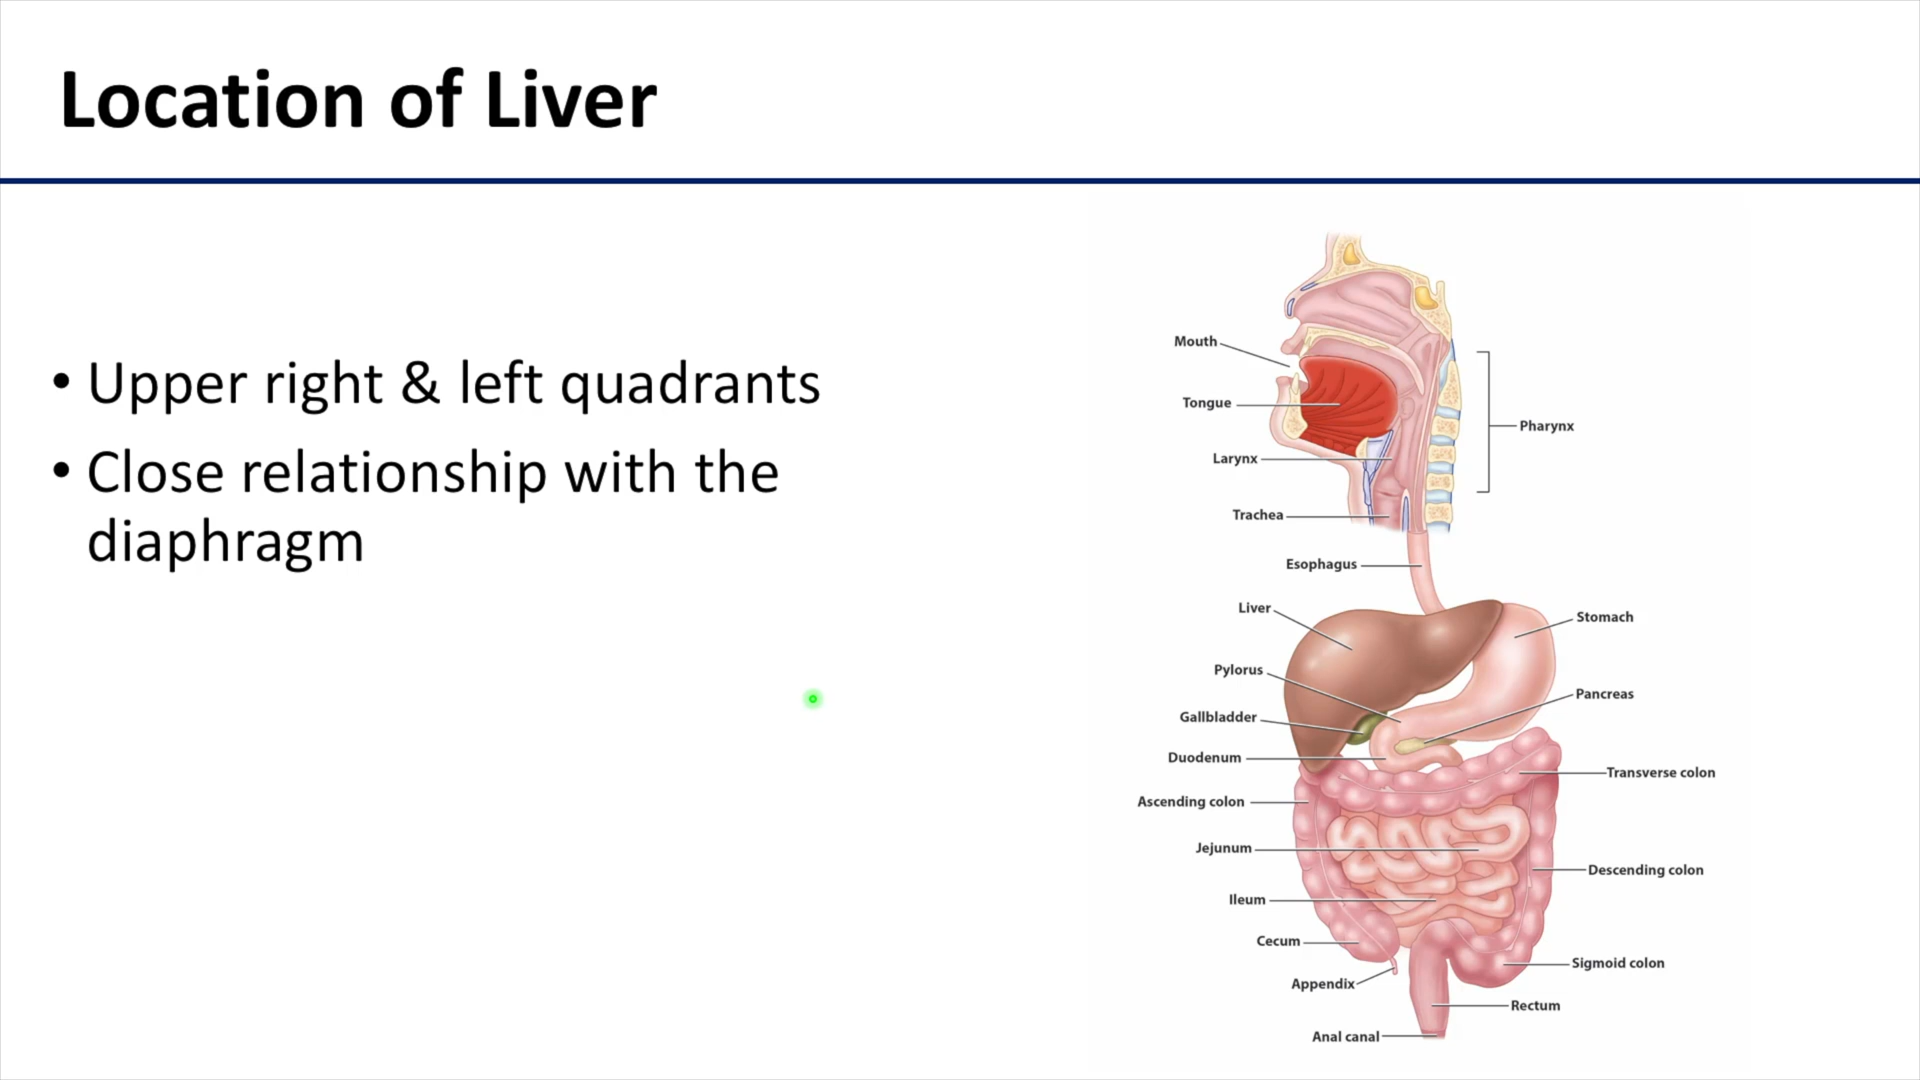 Location of Liver
• Upper right & left quadrants
• Close relationship with the
diaphragm
Mouth
Tongue
Pharynx
Larynx
Trachea
Esophagus
Liver
Stomach
Pylorus
Pancreas
Gallbladder
Duodenum
Transverse colon
Ascending colon
Jejunum
Descending colon
Ileum
Cecum
Sigmoid colon
Appendix
Rectum
Anal canal